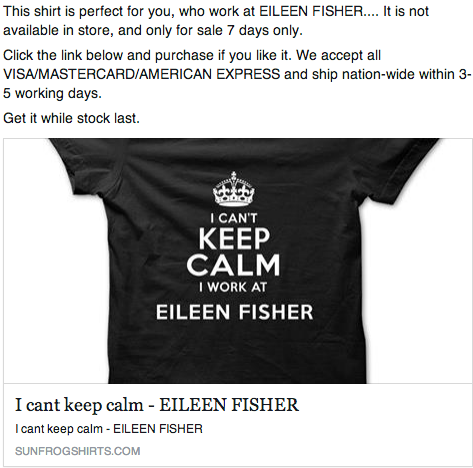 This shirt is perfect for you, who work at EILEEN FISHER.... It is not
available in store, and only for sale 7 days only.
Click the link below and purchase if you like it. We accept all
VISA/MASTERCARD/AMERICAN EXPRESS and ship nation-wide within 3-
5 working days.
Get it while stock last.
I CAN'T
KEEP
CALM
I WORK AT
EILEEN FISHER
I cant keep calm - EILEEN FISHER
I cant keep calm - EILEEN FISHER
SUNFROGSHIRTS.COM